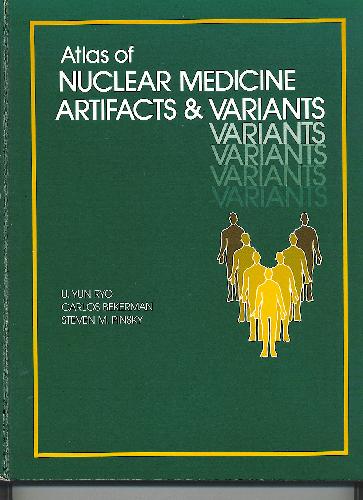 Atlas of
NUCLEAR MEDICINE
ARTIFACTS & VARIANTS
VARIANTS
VARIANTS
VARIANTS
VARIANTS
U. YUN RYO
CARLOS BEKERMAN
STEVEN M. PINSKY